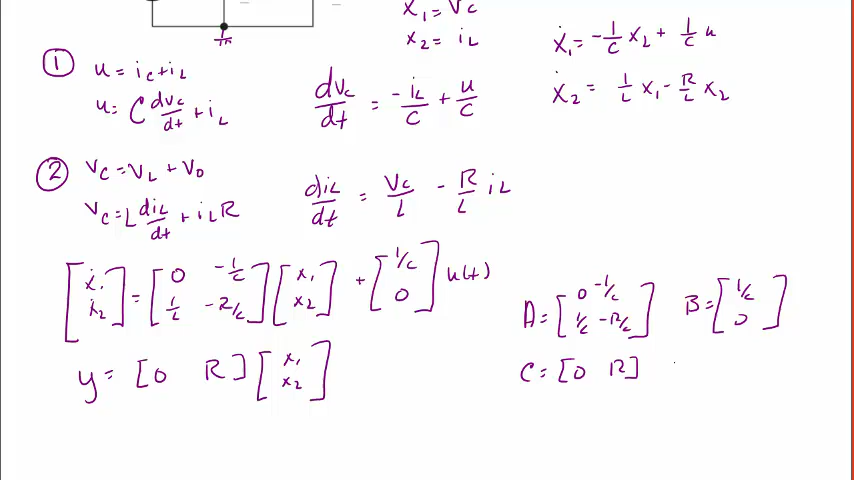 x₁ = Vc
x₂ = iL
ẋ₁ = -1/C x₂ + 1/C u
ẋ₂ = 1/L x₁ - R/L x₂
① u = ic + iL
u = C dVc/dt + iL
dVc/dt = -iL/C + u/C
② Vc = VL + Vo
Vc = L diL/dt + iL R
diL/dt = Vc/L - R/L iL
[ẋ₁ ẋ₂] = [0 -1/C 1/L -R/L] [x₁ x₂] + [1/C 0] u(t)
A = [0 -1/C 1/L -R/L] B = [1/C 0]
y = [0 R] [x₁ x₂]
C = [0 R]